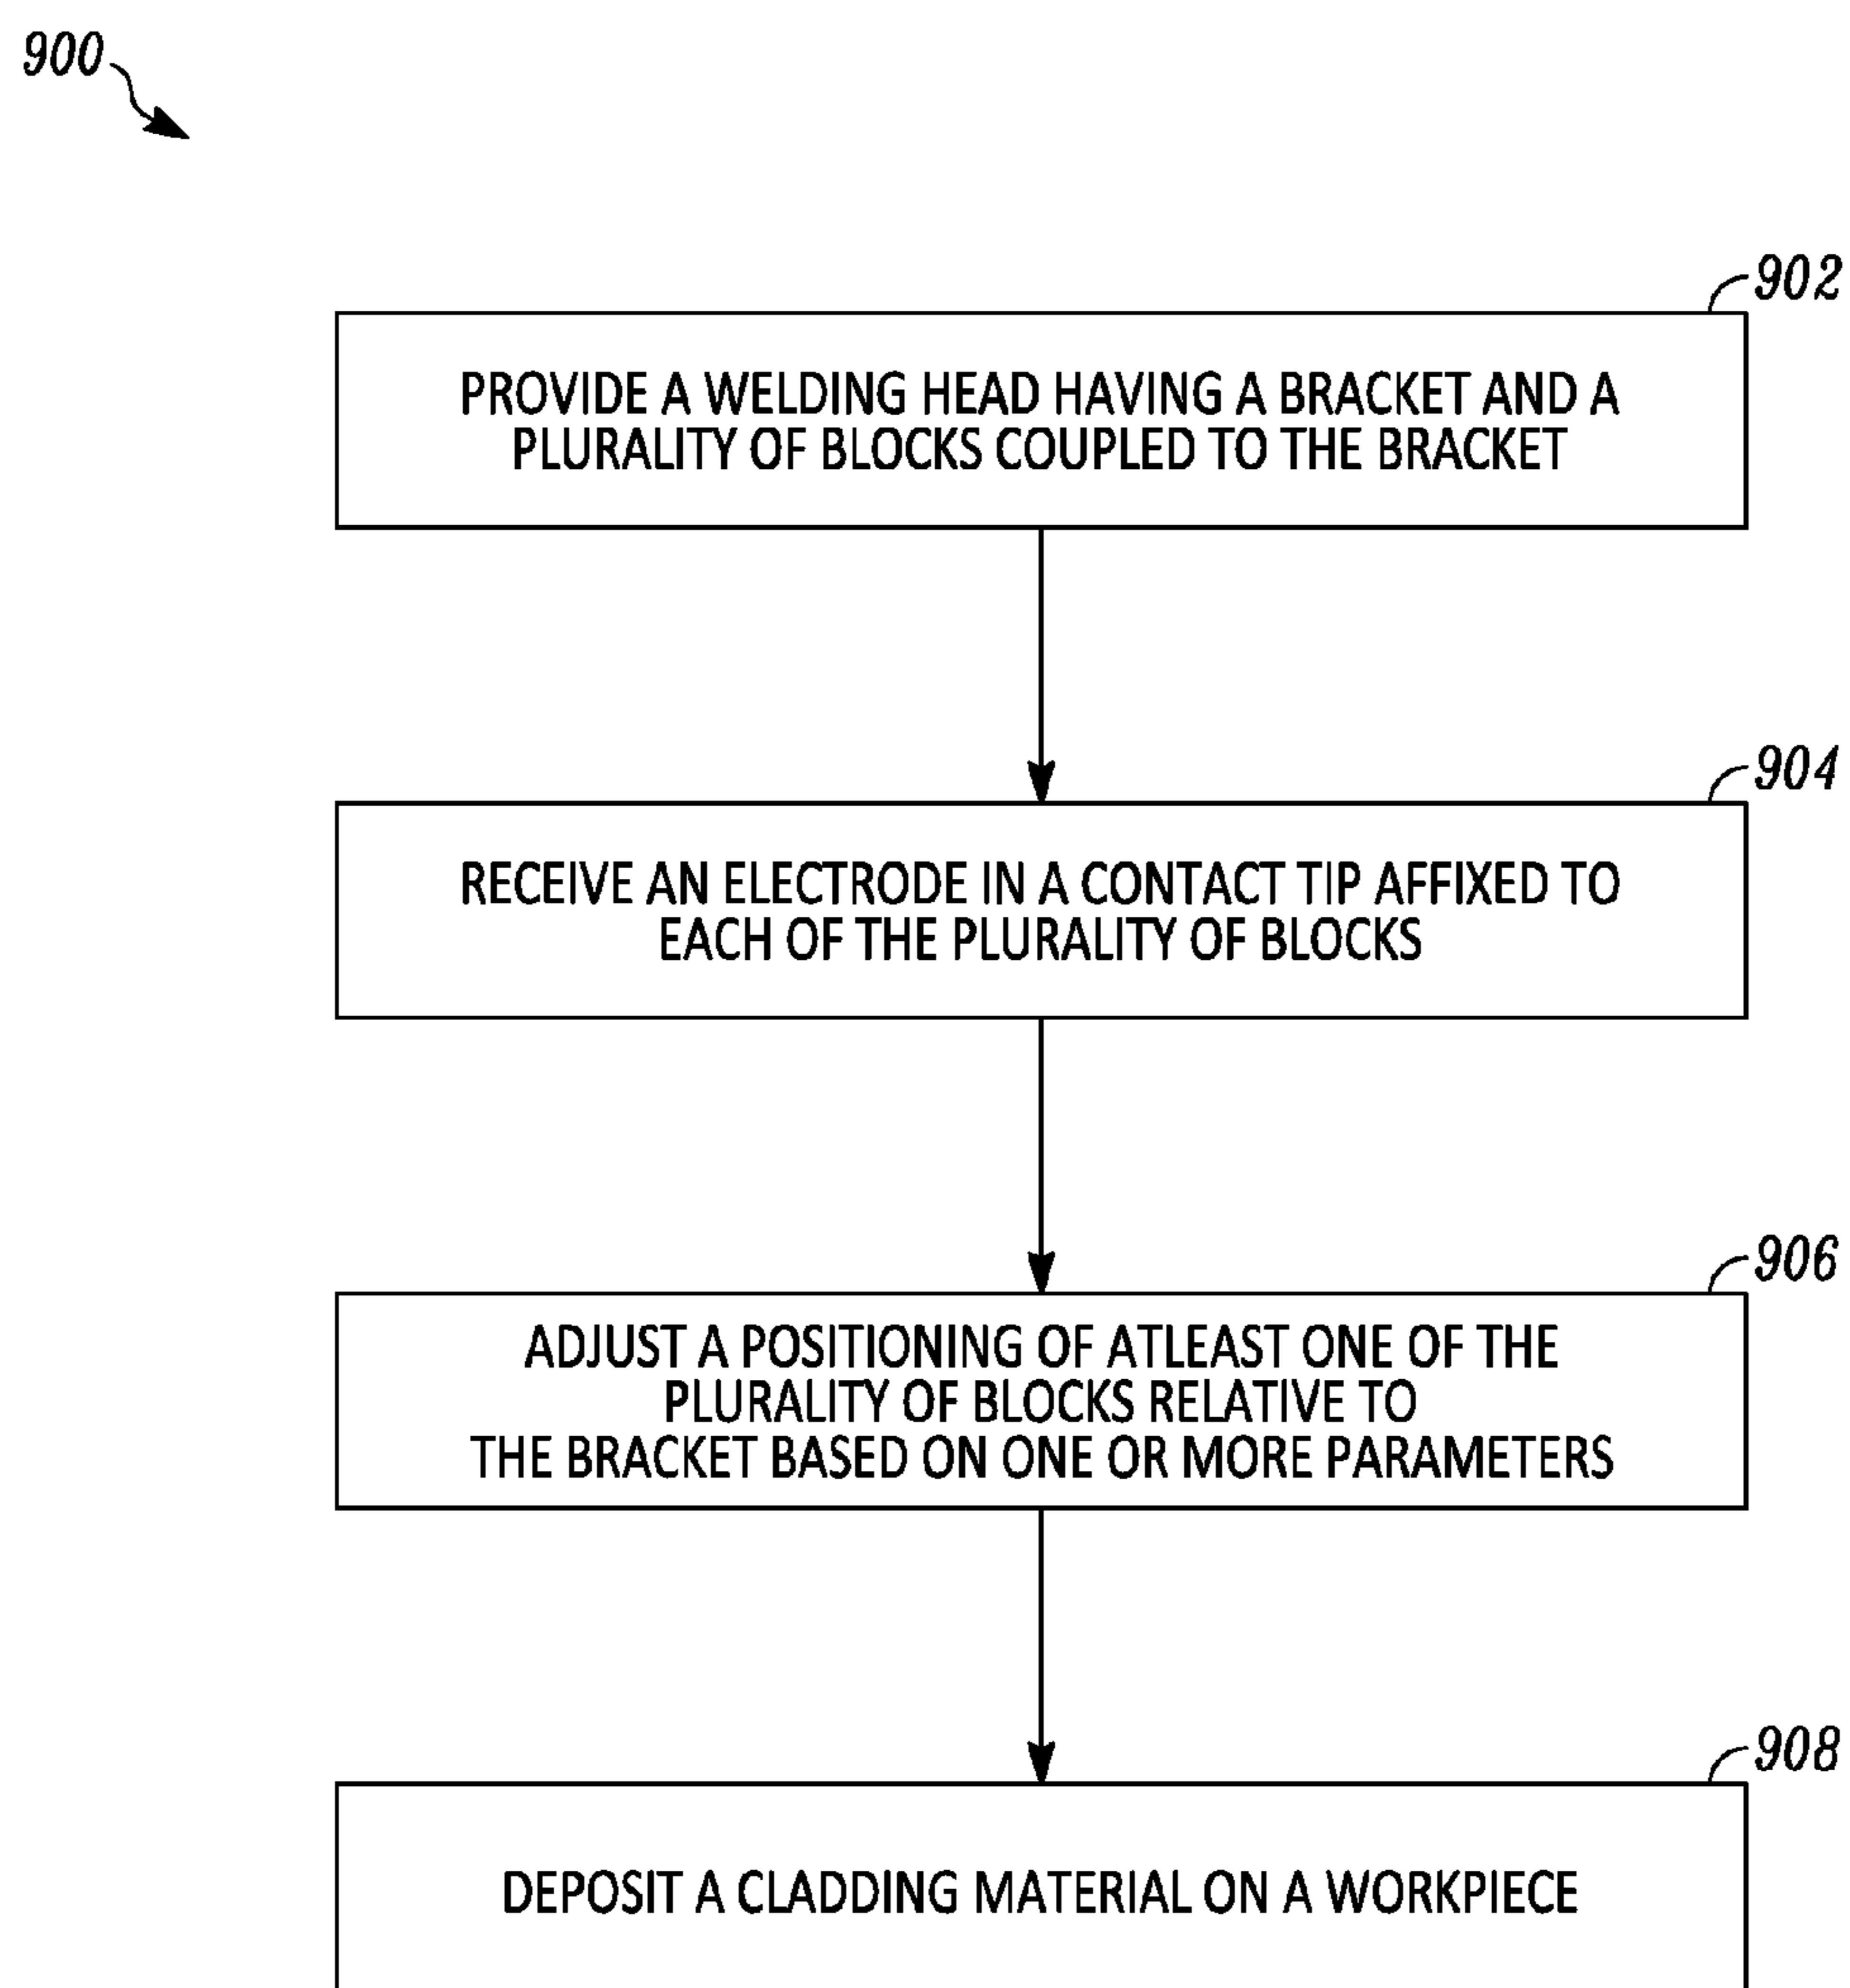 900
902
PROVIDE A WELDING HEAD HAVING A BRACKET AND A
PLURALITY OF BLOCKS COUPLED TO THE BRACKET
904
RECEIVE AN ELECTRODE IN A CONTACT TIP AFFIXED TO
EACH OF THE PLURALITY OF BLOCKS
906
ADJUST A POSITIONING OF ATLEAST ONE OF THE
PLURALITY OF BLOCKS RELATIVE TO
THE BRACKET BASED ON ONE OR MORE PARAMETERS
908
DEPOSIT A CLADDING MATERIAL ON A WORKPIECE